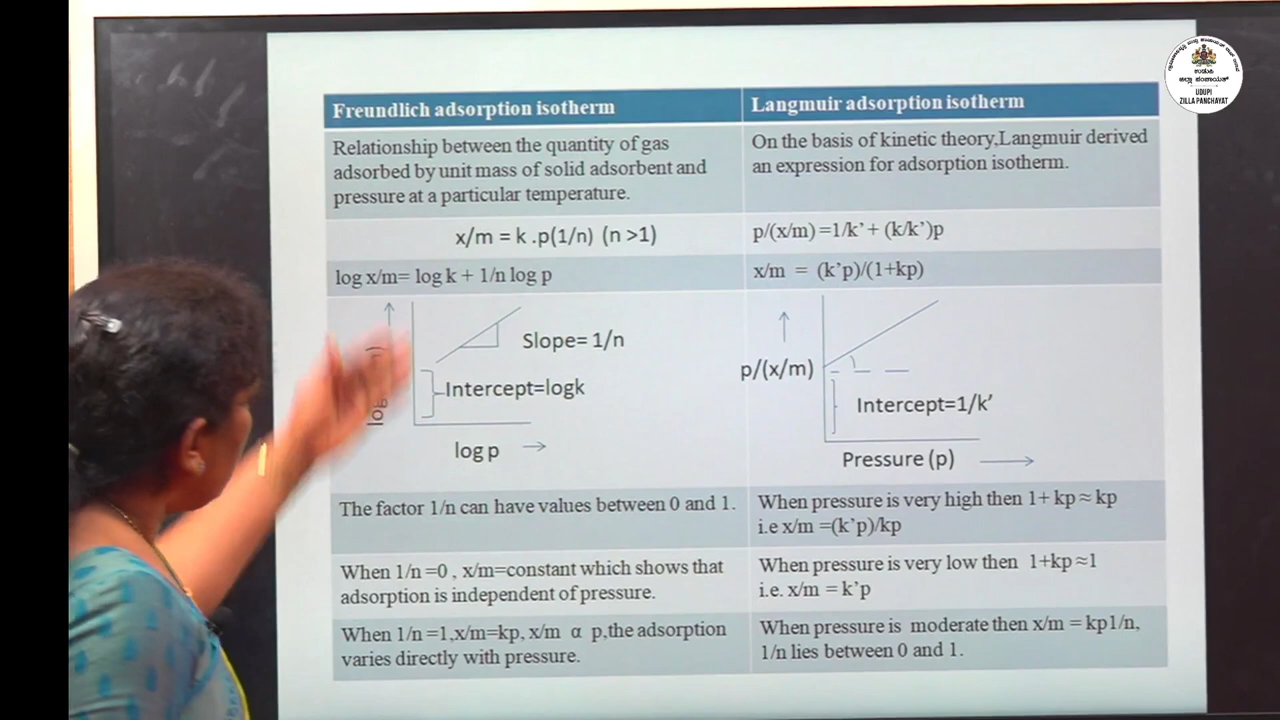 Freundlich adsorption isotherm
Langmuir adsorption isotherm
Relationship between the quantity of gas
adsorbed by unit mass of solid adsorbent and
pressure at a particular temperature.
On the basis of kinetic theory,Langmuir derived
an expression for adsorption isotherm.
x/m = k .p(1/n) (n >1)
p/(x/m) =1/k’ + (k/k’)p
log x/m= log k + 1/n log p
x/m = (k’p)/(1+kp)
Slope= 1/n
Intercept=logk
log
log p
p/(x/m)
Intercept=1/k’
Pressure (p)
The factor 1/n can have values between 0 and 1.
When pressure is very high then 1+ kp ≈ kp
i.e x/m =(k’p)/kp
When 1/n =0 , x/m=constant which shows that
adsorption is independent of pressure.
When pressure is very low then 1+kp ≈1
i.e. x/m = k’p
When 1/n =1,x/m=kp, x/m α p,the adsorption
varies directly with pressure.
When pressure is moderate then x/m = kp1/n,
1/n lies between 0 and 1.
ಉಡುಪಿ
ಜಿಲ್ಲಾ ಪಂಚಾಯತ್
UDUPI
ZILLA PANCHAYAT